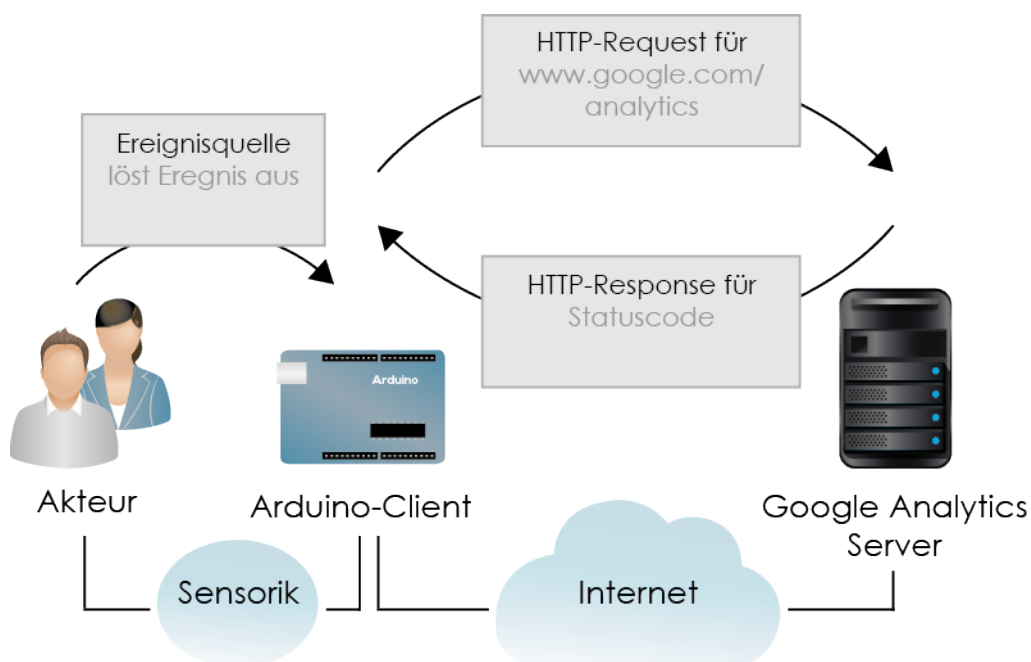 HTTP-Request für
www.google.com/
analytics
Ereignisquelle
löst Eregnis aus
HTTP-Response für
Statuscode
Arduino
Akteur
Arduino-Client
Google Analytics
Server
Sensorik
Internet